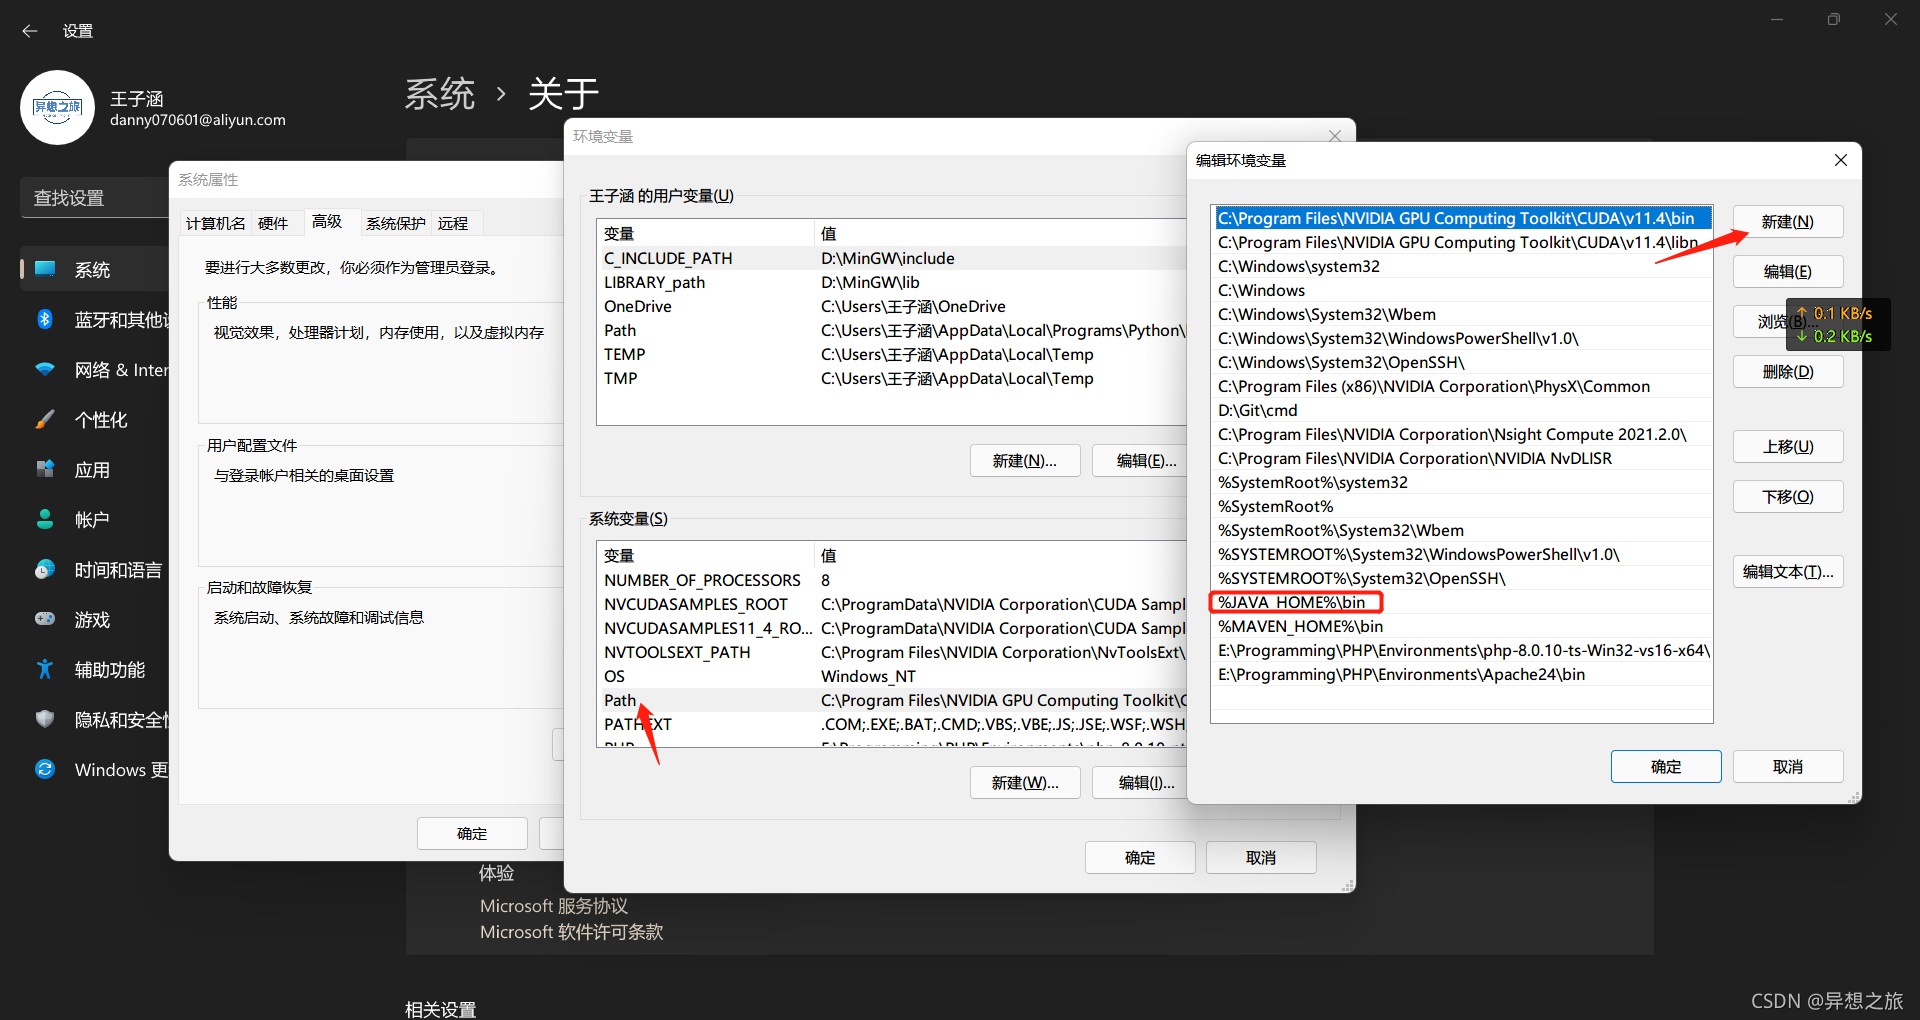 设置
异想之旅
王子涵
danny070601@aliyun.com
查找设置
系统
蓝牙和其他
网络 & Inter
个性化
应用
帐户
时间和语言
游戏
辅助功能
隐私和安全
Windows 更
系统 › 关于
系统属性
计算机名 硬件 高级 系统保护 远程
要进行大多数更改，你必须作为管理员登录。
性能
视觉效果，处理器计划，内存使用，以及虚拟内存
用户配置文件
与登录帐户相关的桌面设置
启动和故障恢复
系统启动、系统故障和调试信息
确定
体验
Microsoft 服务协议
Microsoft 软件许可条款
相关设置
环境变量
王子涵 的用户变量(U)
变量 值
C_INCLUDE_PATH D:\MinGW\include
LIBRARY_path D:\MinGW\lib
OneDrive C:\Users\王子涵\OneDrive
Path C:\Users\王子涵\AppData\Local\Programs\Python\
TEMP C:\Users\王子涵\AppData\Local\Temp
TMP C:\Users\王子涵\AppData\Local\Temp
新建(N)... 编辑(E)...
系统变量(S)
变量 值
NUMBER_OF_PROCESSORS 8
NVCUDASAMPLES_ROOT C:\ProgramData\NVIDIA Corporation\CUDA Sampl
NVCUDASAMPLES11_4_RO... C:\ProgramData\NVIDIA Corporation\CUDA Sampl
NVTOOLSEXT_PATH C:\Program Files\NVIDIA Corporation\NvToolsExt\
OS Windows_NT
Path C:\Program Files\NVIDIA GPU Computing Toolkit\C
PATHEXT .COM;.EXE;.BAT;.CMD;.VBS;.VBE;.JS;.JSE;.WSF;.WSH
新建(W)... 编辑(I)...
确定 取消
编辑环境变量
C:\Program Files\NVIDIA GPU Computing Toolkit\CUDA\v11.4\bin
C:\Program Files\NVIDIA GPU Computing Toolkit\CUDA\v11.4\libn
C:\Windows\system32
C:\Windows
C:\Windows\System32\Wbem
C:\Windows\System32\WindowsPowerShell\v1.0\
C:\Windows\System32\OpenSSH\
C:\Program Files (x86)\NVIDIA Corporation\PhysX\Common
D:\Git\cmd
C:\Program Files\NVIDIA Corporation\Nsight Compute 2021.2.0\
C:\Program Files\NVIDIA Corporation\NVIDIA NvDLISR
%SystemRoot%\system32
%SystemRoot%
%SystemRoot%\System32\Wbem
%SYSTEMROOT%\System32\WindowsPowerShell\v1.0\
%SYSTEMROOT%\System32\OpenSSH\
%JAVA_HOME%\bin
%MAVEN_HOME%\bin
E:\Programming\PHP\Environments\php-8.0.10-ts-Win32-vs16-x64\
E:\Programming\PHP\Environments\Apache24\bin
新建(N)
编辑(E)
浏览(B)...
↑ 0.1 KB/s
↓ 0.2 KB/s
删除(D)
上移(U)
下移(O)
编辑文本(T)...
确定 取消
CSDN @异想之旅